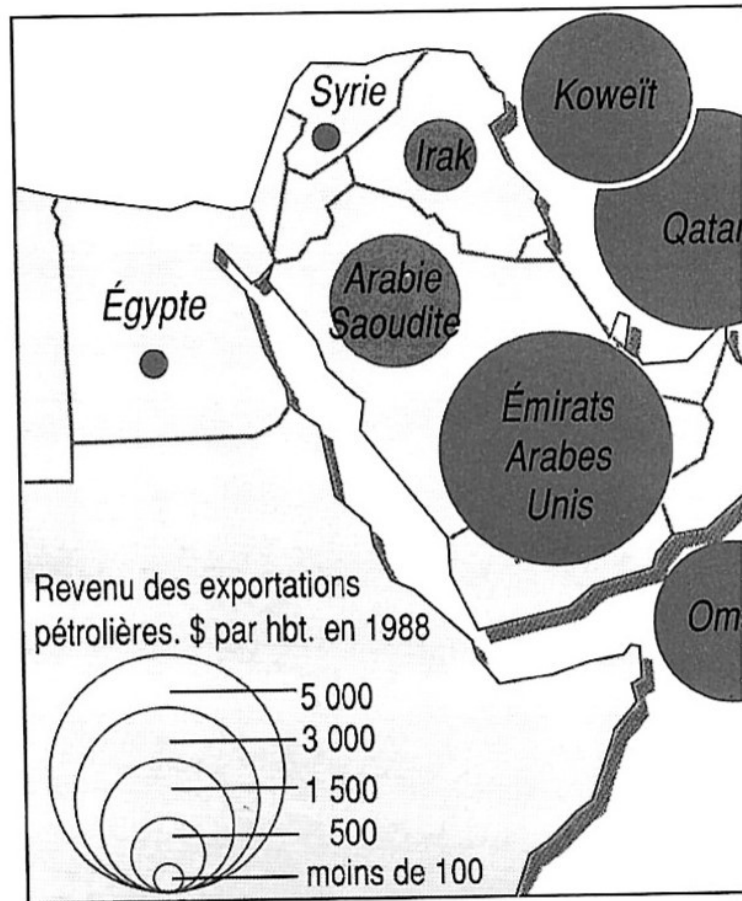 Syrie
Koweït
Irak
Qatar
Arabie
Saoudite
Égypte
Émirats
Arabes
Unis
Om
Revenu des exportations
pétrolières. $ par hbt. en 1988
5 000
3 000
1 500
500
moins de 100